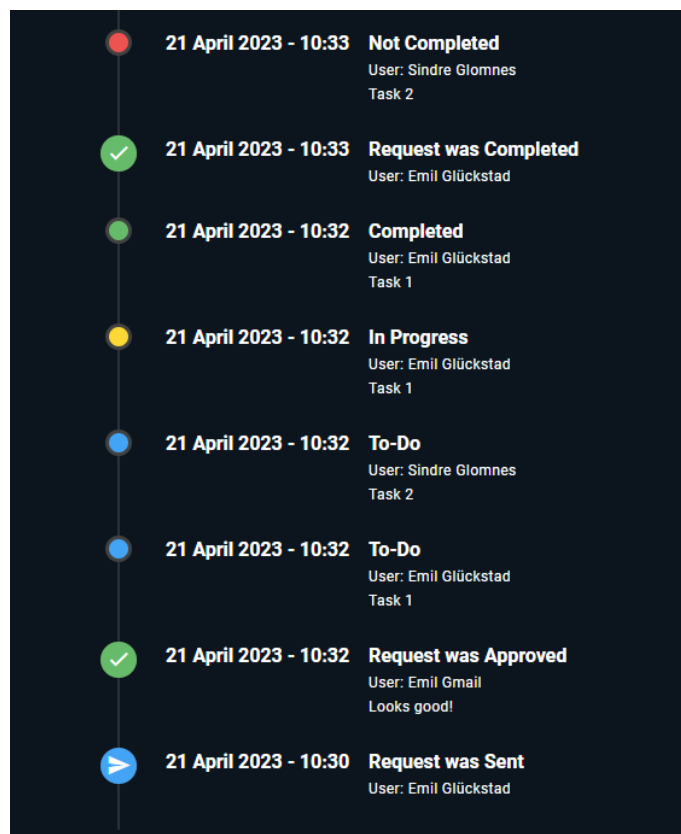 21 April 2023 - 10:33 Not Completed
User: Sindre Glomnes
Task 2
21 April 2023 - 10:33 Request was Completed
User: Emil Glückstad
21 April 2023 - 10:32 Completed
User: Emil Glückstad
Task 1
21 April 2023 - 10:32 In Progress
User: Emil Glückstad
Task 1
21 April 2023 - 10:32 To-Do
User: Sindre Glomnes
Task 2
21 April 2023 - 10:32 To-Do
User: Emil Glückstad
Task 1
21 April 2023 - 10:32 Request was Approved
User: Emil Gmail
Looks good!
21 April 2023 - 10:30 Request was Sent
User: Emil Glückstad